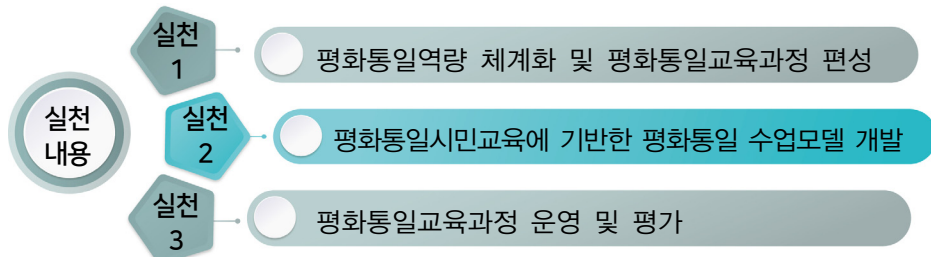 실천
내용
실천
1
평화통일역량 체계화 및 평화통일교육과정 편성
실천
2
평화통일시민교육에 기반한 평화통일 수업모델 개발
실천
3
평화통일교육과정 운영 및 평가